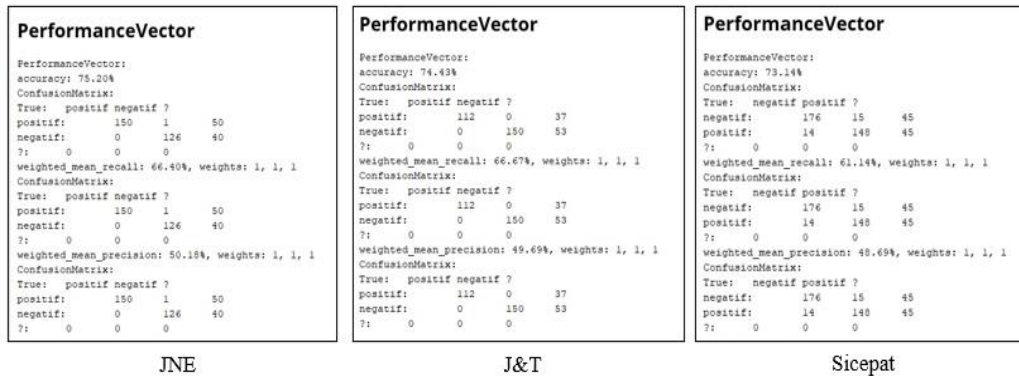 PerformanceVector
PerformanceVector:
accuracy: 75.20%
ConfusionMatrix:
True: positif negatif ?
positif: 150 1 50
negatif: 0 126 40
?: 0 0 0
weighted_mean_recall: 66.40%, weights: 1, 1, 1
ConfusionMatrix:
True: positif negatif ?
positif: 150 1 50
negatif: 0 126 40
?: 0 0 0
weighted_mean_precision: 50.18%, weights: 1, 1, 1
ConfusionMatrix:
True: positif negatif ?
positif: 150 1 50
negatif: 0 126 40
?: 0 0 0
JNE
PerformanceVector
PerformanceVector:
accuracy: 74.43%
ConfusionMatrix:
True: positif negatif ?
positif: 112 0 37
negatif: 0 150 53
?: 0 0 0
weighted_mean_recall: 66.67%, weights: 1, 1, 1
ConfusionMatrix:
True: positif negatif ?
positif: 112 0 37
negatif: 0 150 53
?: 0 0 0
weighted_mean_precision: 49.69%, weights: 1, 1, 1
ConfusionMatrix:
True: positif negatif ?
positif: 112 0 37
negatif: 0 150 53
?: 0 0 0
J&T
PerformanceVector
PerformanceVector:
accuracy: 73.14%
ConfusionMatrix:
True: negatif positif ?
negatif: 176 15 45
positif: 14 148 45
?: 0 0 0
weighted_mean_recall: 61.14%, weights: 1, 1, 1
ConfusionMatrix:
True: negatif positif ?
negatif: 176 15 45
positif: 14 148 45
?: 0 0 0
weighted_mean_precision: 48.69%, weights: 1, 1, 1
ConfusionMatrix:
True: negatif positif ?
negatif: 176 15 45
positif: 14 148 45
?: 0 0 0
Sicepat